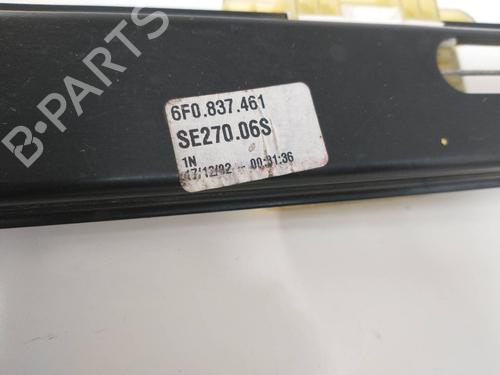 6F0.837.461
SE270.06S
1N
17/12/02 - 00:31:36
B-PARTS